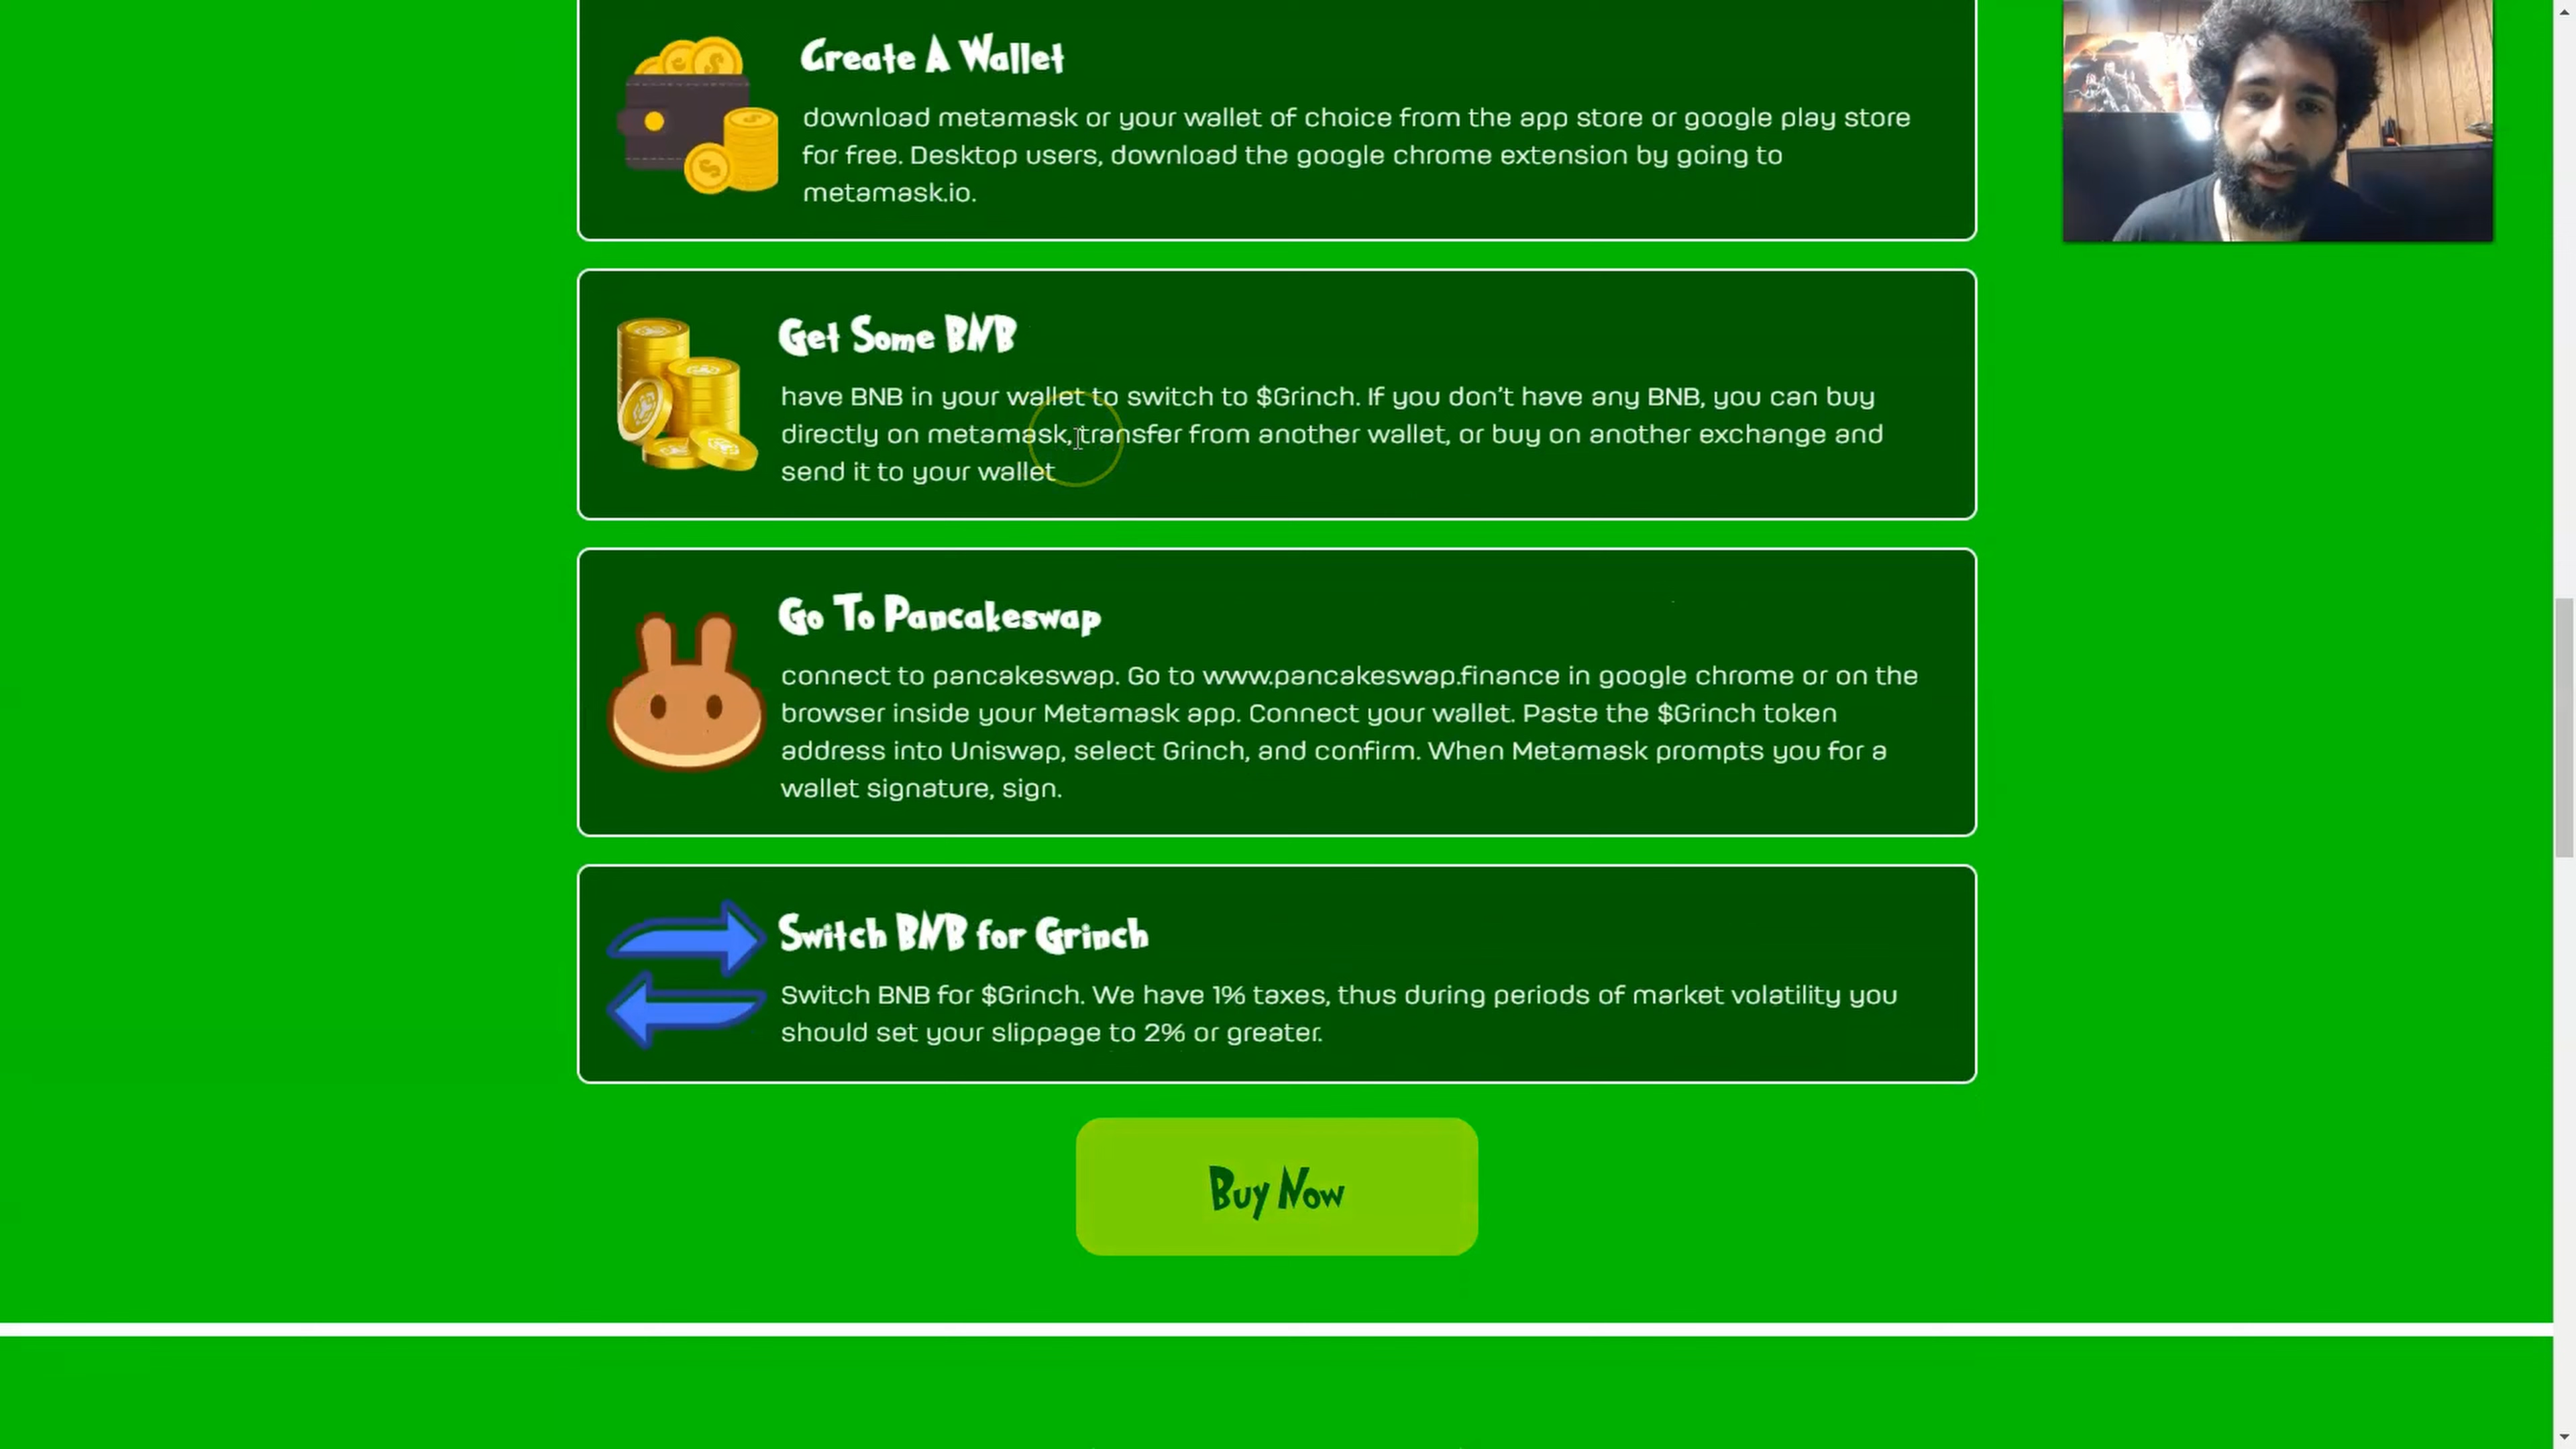 Create A Wallet
download metamask or your wallet of choice from the app store or google play store
for free. Desktop users, download the google chrome extension by going to
metamask.io.
Get Some BNB
have BNB in your wallet to switch to $Grinch. If you don't have any BNB, you can buy
directly on metamask, transfer from another wallet, or buy on another exchange and
send it to your wallet
Go To Pancakeswap
connect to pancakeswap. Go to www.pancakeswap.finance in google chrome or on the
browser inside your Metamask app. Connect your wallet. Paste the $Grinch token
address into Uniswap, select Grinch, and confirm. When Metamask prompts you for a
wallet signature, sign.
Switch BNB for Grinch
Switch BNB for $Grinch. We have 1% taxes, thus during periods of market volatility you
should set your slippage to 2% or greater.
Buy Now